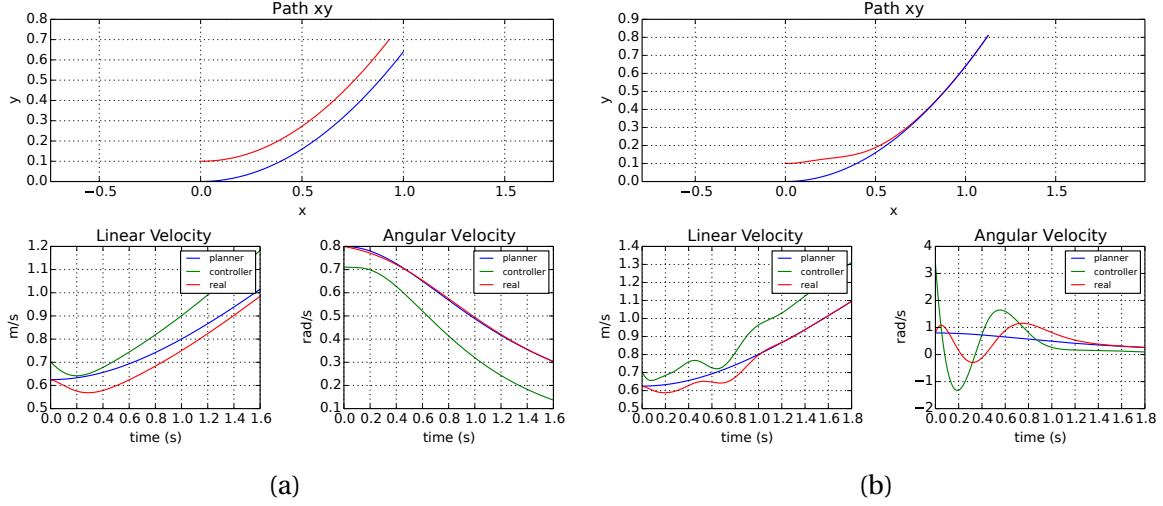 Path xy
0.8
0.7
0.6
0.5
0.4
0.3
0.2
0.1
0.0
y
−0.5 0.0 0.5 1.0 1.5
x
Linear Velocity
1.2
1.1
1.0
0.9
0.8
0.7
0.6
0.5
m/s
planner
controller
real
0.0 0.2 0.4 0.6 0.8 1.0 1.2 1.4 1.6
time (s)
Angular Velocity
0.8
0.7
0.6
0.5
0.4
0.3
0.2
0.1
rad/s
planner
controller
real
0.0 0.2 0.4 0.6 0.8 1.0 1.2 1.4 1.6
time (s)
(a)
Path xy
0.9
0.8
0.7
0.6
0.5
0.4
0.3
0.2
0.1
0.0
y
−0.5 0.0 0.5 1.0 1.5
x
Linear Velocity
1.4
1.3
1.2
1.1
1.0
0.9
0.8
0.7
0.6
0.5
m/s
planner
controller
real
0.0 0.2 0.4 0.6 0.8 1.0 1.2 1.4 1.6 1.8
time (s)
Angular Velocity
4
3
2
1
0
−1
−2
rad/s
planner
controller
real
0.0 0.2 0.4 0.6 0.8 1.0 1.2 1.4 1.6 1.8
time (s)
(b)